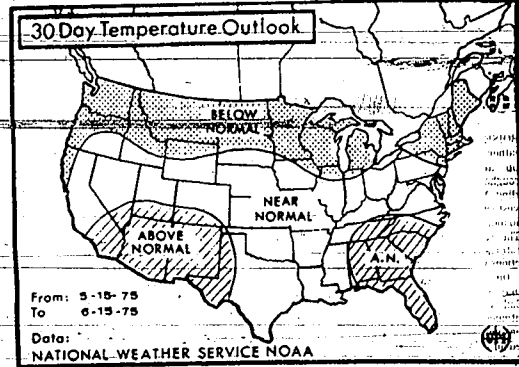 30 Day Temperature Outlook
BELOW
NORMAL
NEAR
NORMAL
ABOVE
NORMAL
A.N.
From: 5-15-75
To 6-15-75
Data:
NATIONAL WEATHER SERVICE NOAA